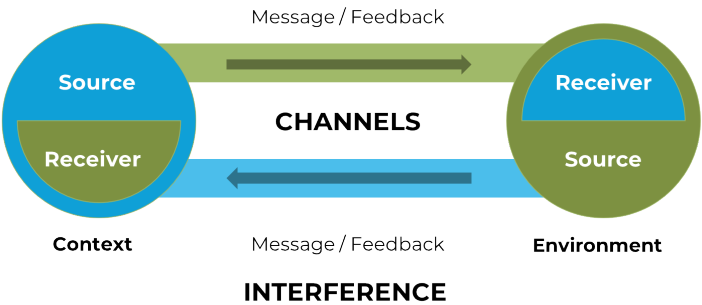 Message / Feedback
Source
Receiver
CHANNELS
Receiver
Source
Context
Message / Feedback
Environment
INTERFERENCE